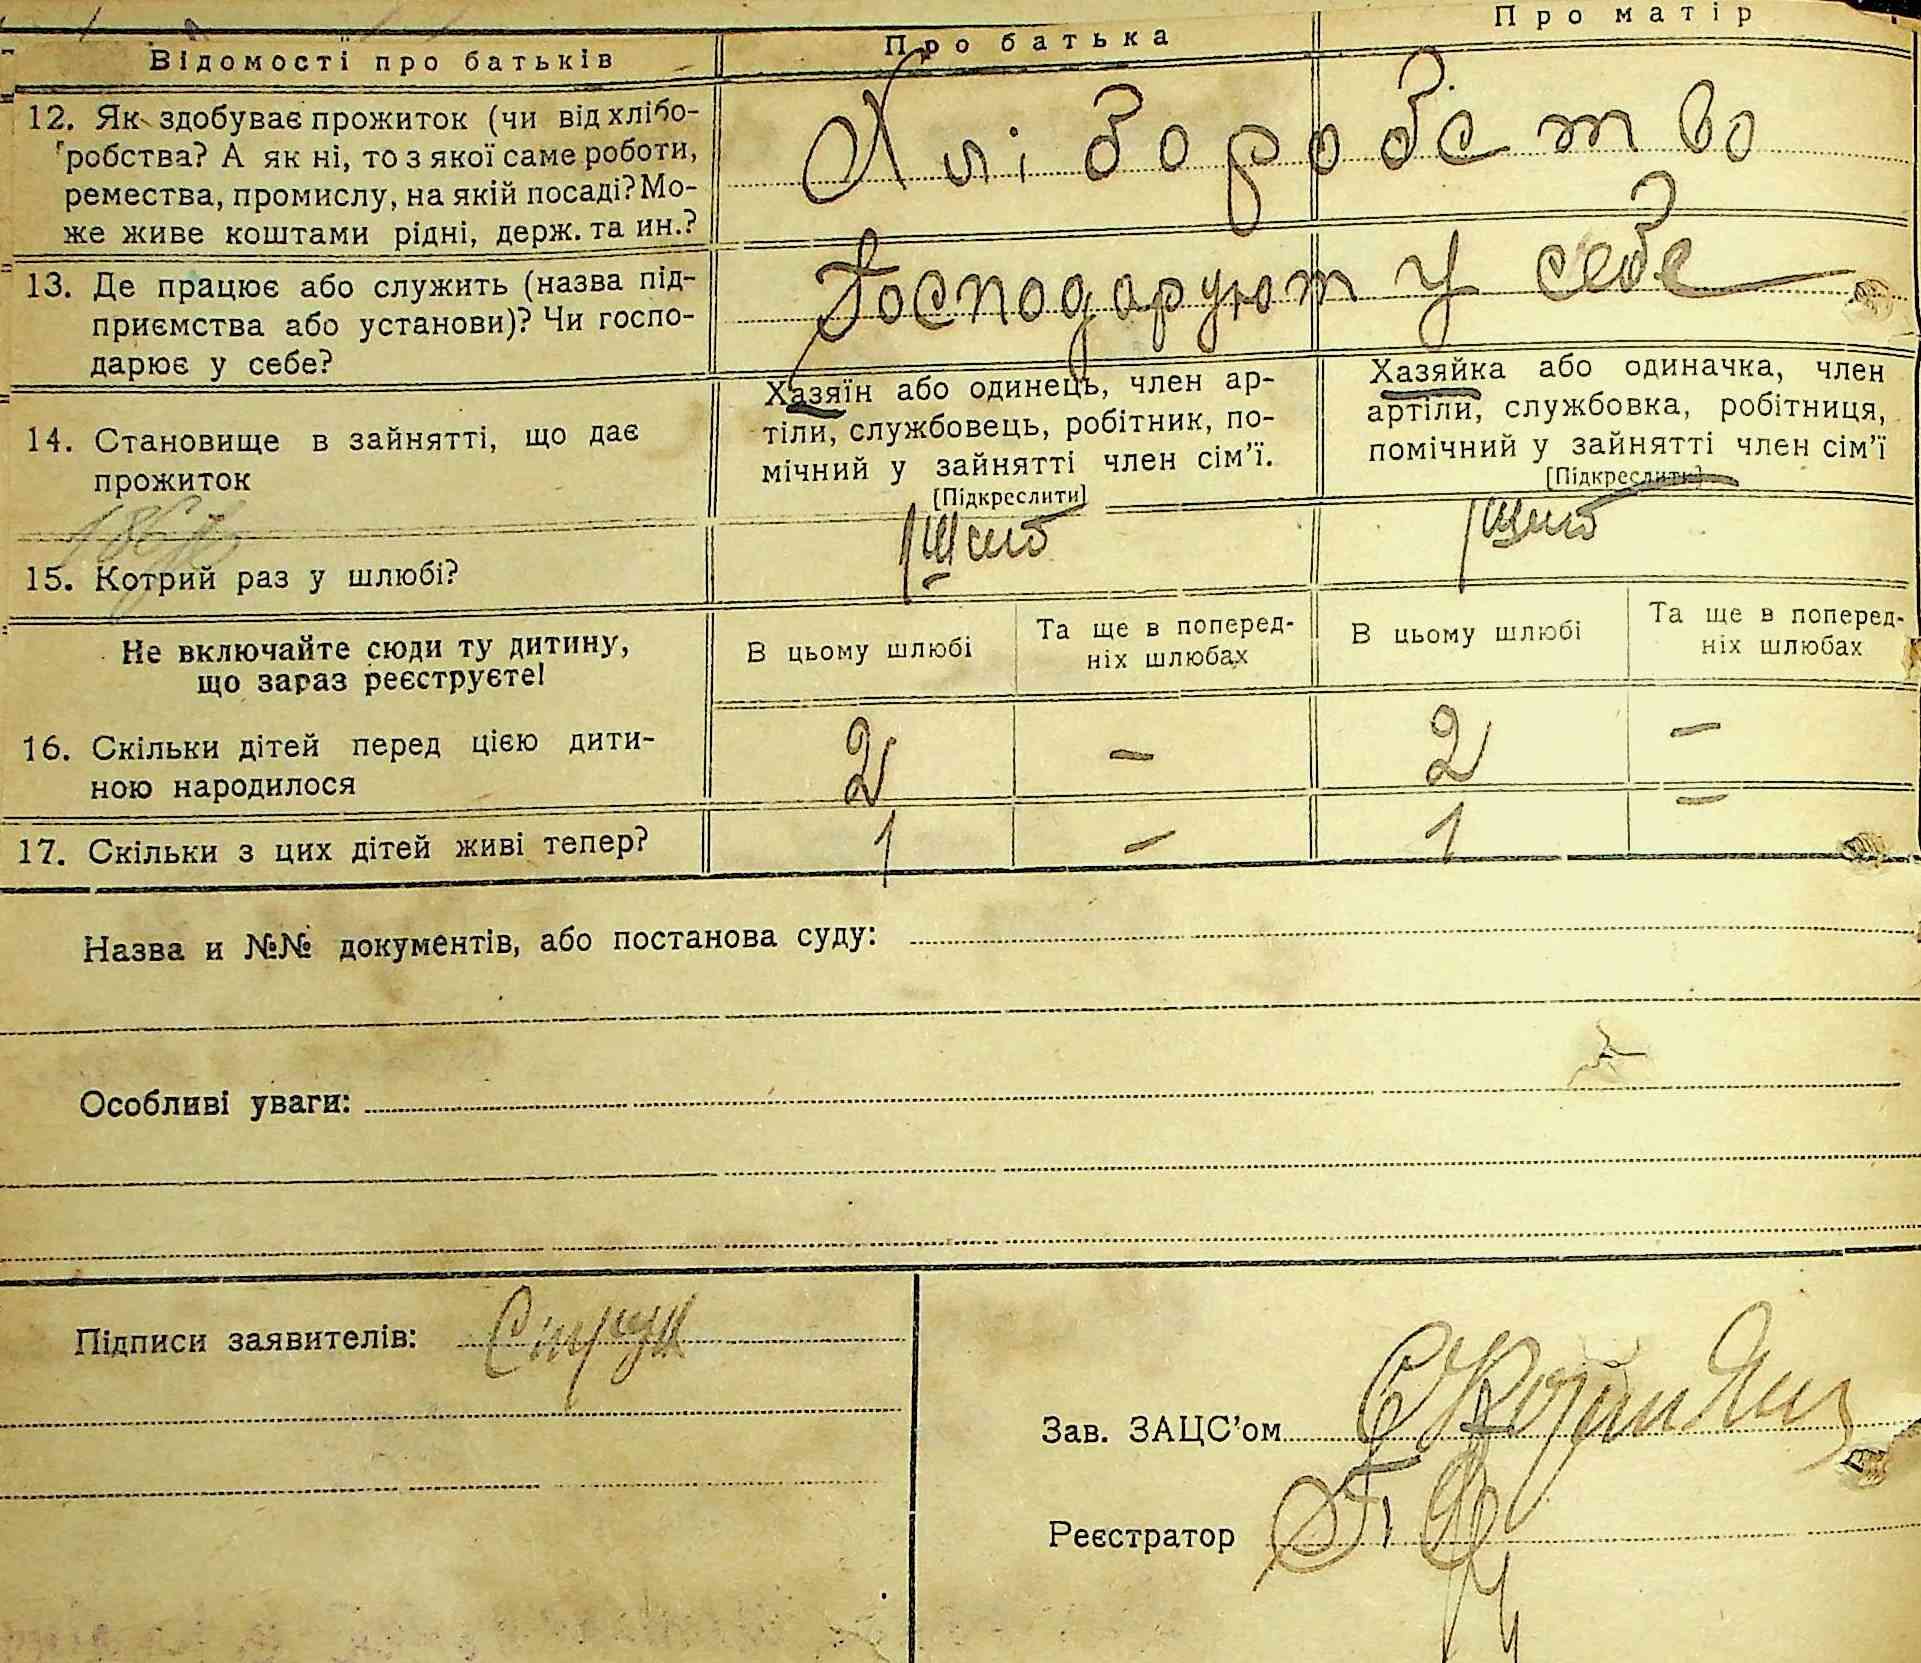 Відомості про батьків Про батька Про матір
12. Як здобуває прожиток (чи від хлібо-
робства? А як ні, то з якої саме роботи,
ремества, промислу, на якій посаді? Мо-
же живе коштами рідні, держ. та ин.?
Хліборобство
13. Де працює або служить (назва під-
приємства або установи)? Чи госпо-
дарює у себе?
Господарують у себе
14. Становище в зайнятті, що дає
прожиток
Хазяїн або одинець, член ар-
тіли, службовець, робітник, по-
мічний у зайнятті член сім'ї.
[Підкреслити]
Хазяйка або одиначка, член
артіли, службовка, робітниця,
помічний у зайнятті член сім'ї
[Підкреслити]
15. Котрий раз у шлюбі?
Не включайте сюди ту дитину,
що зараз реєструєте!
В цьому шлюбі
Та ще в поперед-
ніх шлюбах
В цьому шлюбі
Та ще в поперед-
ніх шлюбах
16. Скільки дітей перед цією дити-
ною народилося
2 – 2 –
17. Скільки з цих дітей живі тепер? 1 – 1 –
Назва и №№ документів, або постанова суду:
Особливі уваги:
Підписи заявителів:
Зав. ЗАЦС'ом
Реєстратор